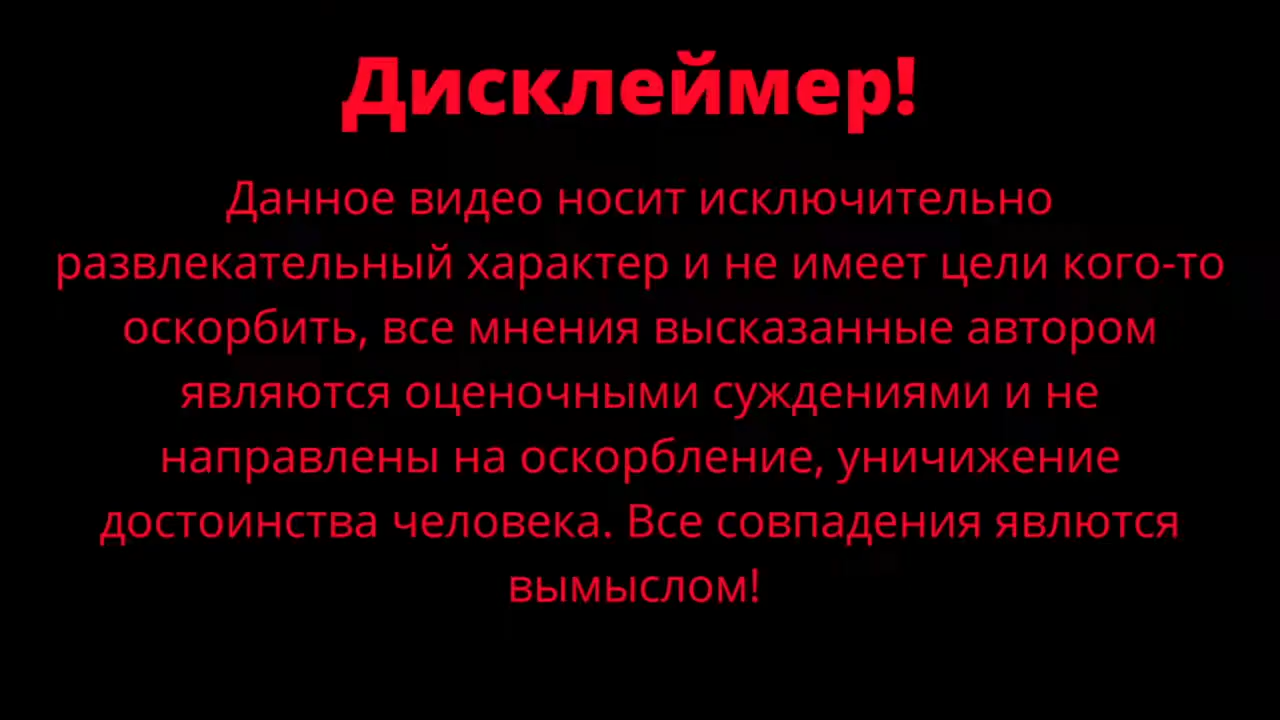 Дисклеймер!
Данное видео носит исключительно
развлекательный характер и не имеет цели кого-то
оскорбить, все мнения высказанные автором
являются оценочными суждениями и не
направлены на оскорбление, уничижение
достоинства человека. Все совпадения явлются
вымыслом!